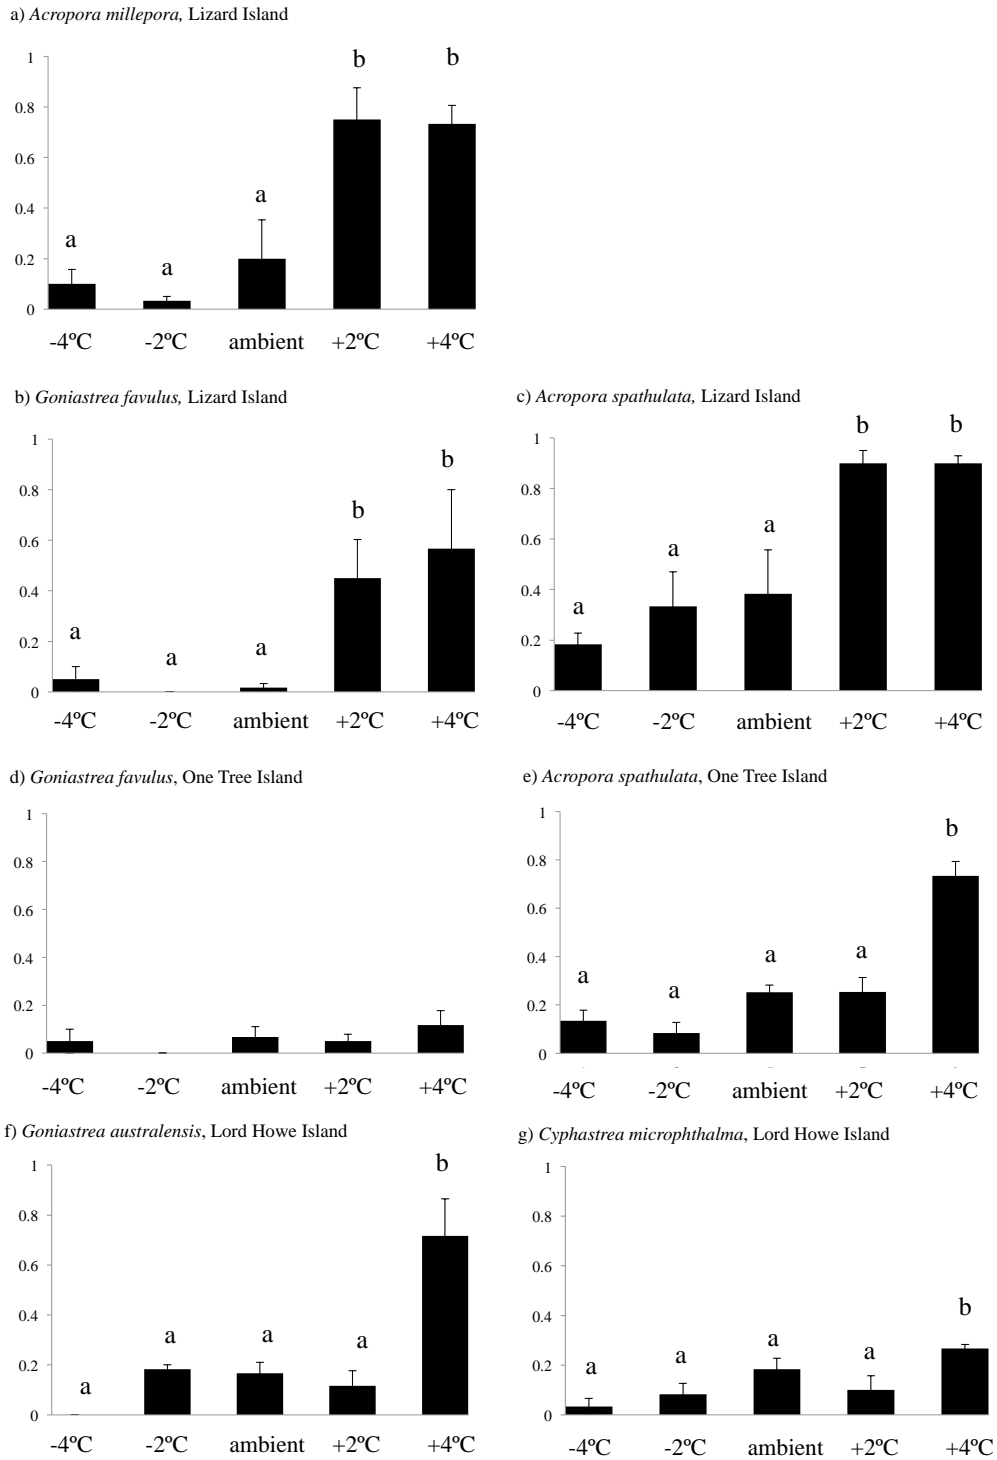 a) Acropora millepora, Lizard Island
b b
1
0.8
a
0.6
a
0.4
a
0.2
0
-4ºC -2ºC ambient +2ºC +4ºC
b) Goniastrea favulus, Lizard Island
1
b
0.8
b
0.6
a
a
a
0.4
0.2
0
-4ºC -2ºC ambient +2ºC +4ºC
c) Acropora spathulata, Lizard Island
b b
1
0.8
a
0.6
a
a
0.4
0.2
0
-4ºC -2ºC ambient +2ºC +4ºC
d) Goniastrea favulus, One Tree Island
1
0.8
0.6
0.4
0.2
0
-4ºC -2ºC ambient +2ºC +4ºC
e) Acropora spathulata, One Tree Island
1
b
0.8
0.6
a a
0.4
a
a
0.2
0
-4ºC -2ºC ambient +2ºC +4ºC
f) Goniastrea australensis, Lord Howe Island
b
1
0.8
0.6
0.4
a a a
0.2
a
0
-4ºC -2ºC ambient +2ºC +4ºC
g) Cyphastrea microphthalma, Lord Howe Island
1
0.8
0.6
0.4
b
a
a
a
a
0.2
0
-4ºC -2ºC ambient +2ºC +4ºC